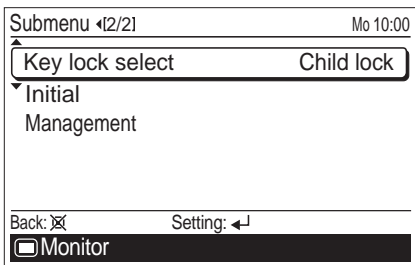 Submenu [2/2] Mo 10:00
Key lock select Child lock
Initial
Management
Back: Setting:
Monitor